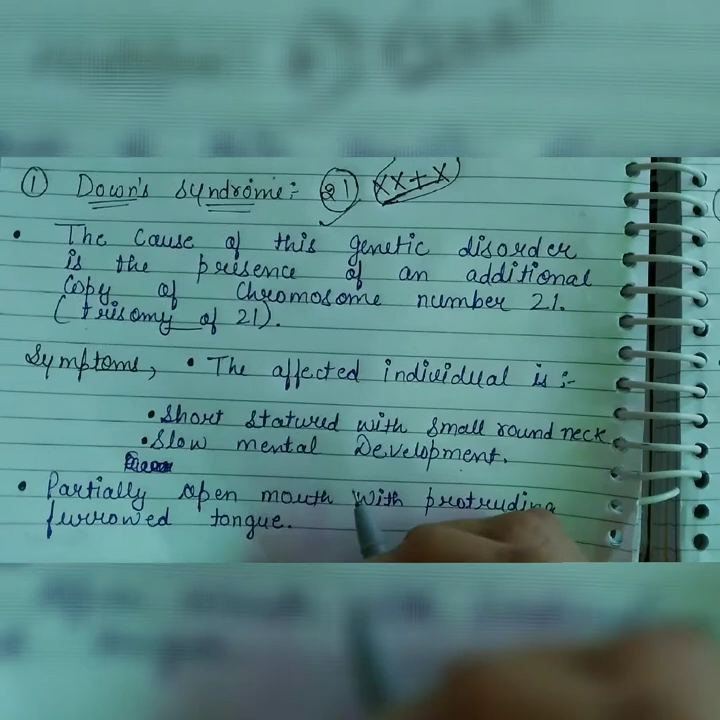 ① Down's syndrome:- 21 XX+X
• The cause of this genetic disorder
is the presence of an additional
copy of chromosome number 21.
(trisomy of 21).
Symptoms, • The affected individual is :-
• Short statured with small round neck
• Slow mental Development.
• Partially open mouth with protruding
furrowed tongue.